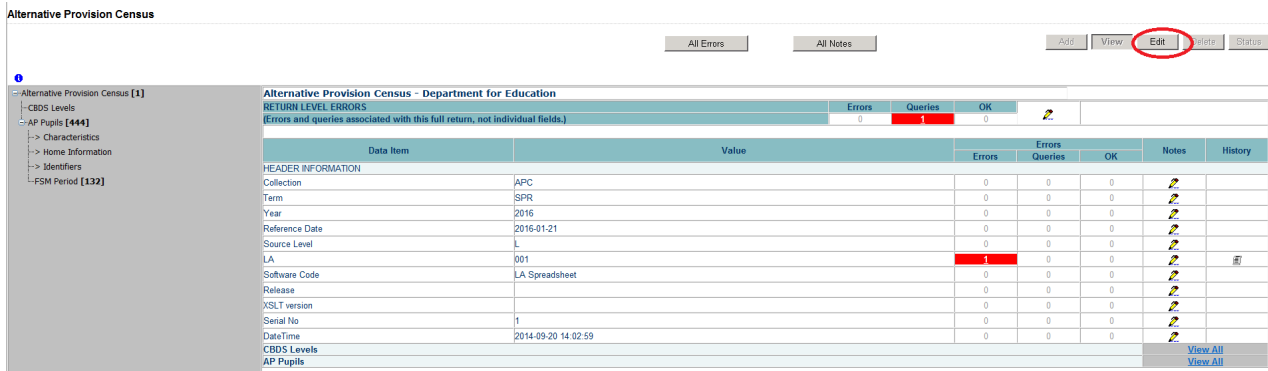 Alternative Provision Census
All Errors All Notes Add View Edit Delete Status
Alternative Provision Census [1]
CBDS Levels
AP Pupils [444]
--> Characteristics
--> Home Information
--> Identifiers
FSM Period [132]
Alternative Provision Census - Department for Education
RETURN LEVEL ERRORS Errors Queries OK
(Errors and queries associated with this full return, not individual fields.) 0 1 0
Data Item Value Errors Notes History
Errors Queries OK
HEADER INFORMATION
Collection APC 0 0 0
Term SPR 0 0 0
Year 2016 0 0 0
Reference Date 2016-01-21 0 0 0
Source Level L 0 0 0
LA 001 1 0 0
Software Code LA Spreadsheet 0 0 0
Release 0 0 0
XSLT version 0 0 0
Serial No 1 0 0 0
DateTime 2014-09-20 14:02:59 0 0 0
CBDS Levels View All
AP Pupils View All